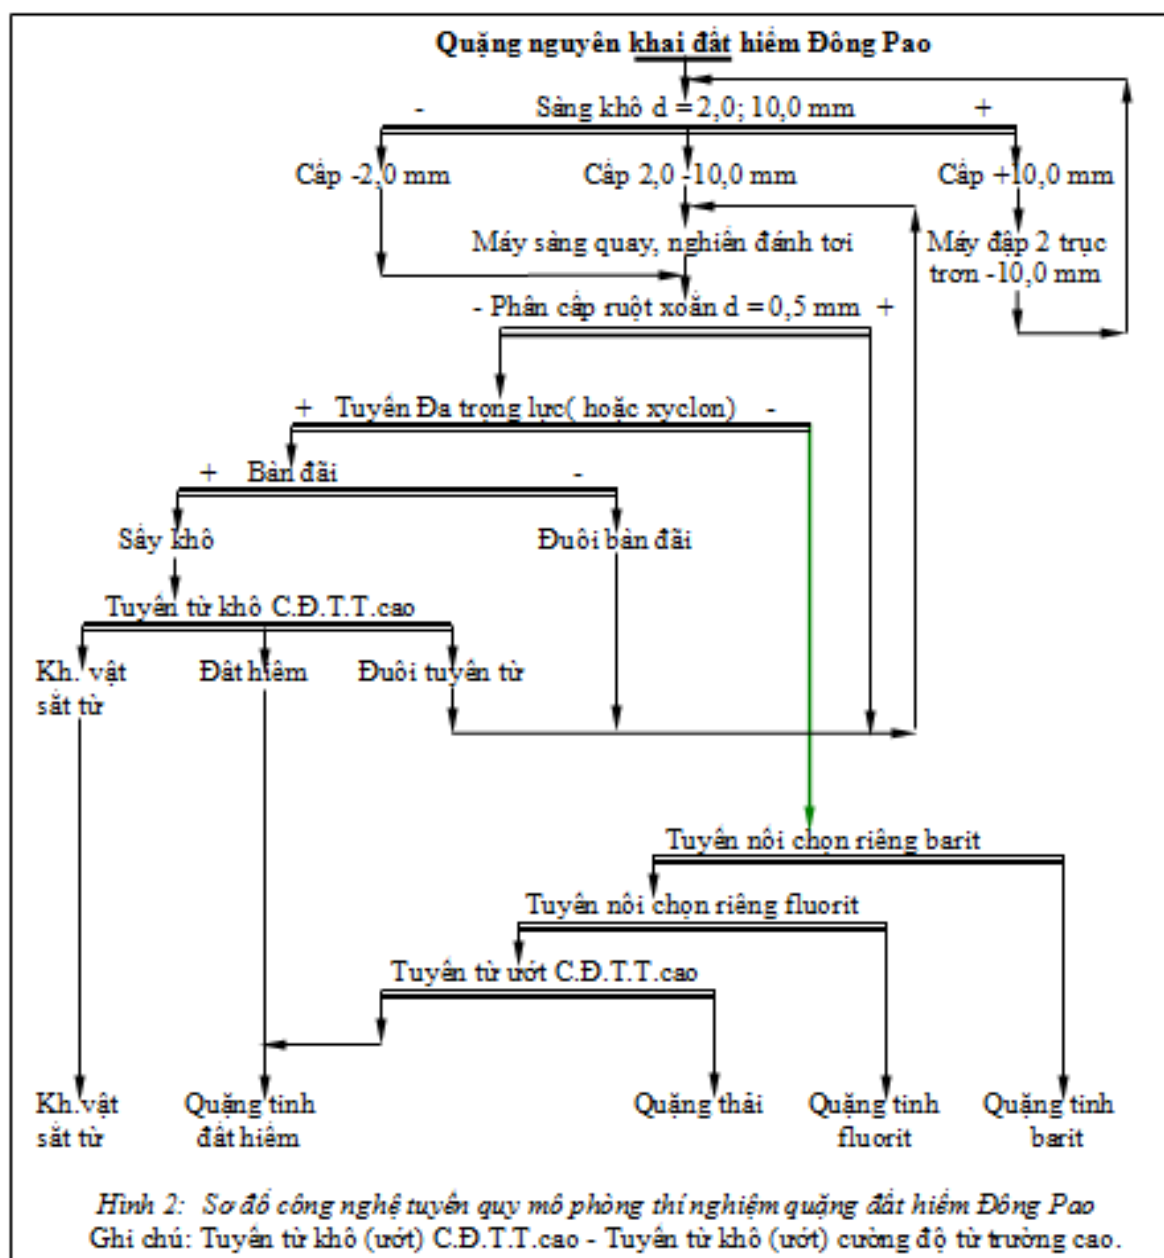 Quặng nguyên khai đất hiếm Đông Pao
- Sàng khô d = 2,0; 10,0 mm +
Cấp -2,0 mm Cấp 2,0 -10,0 mm Cấp +10,0 mm
Máy sàng quay, nghiền đánh tơi Máy đập 2 trục
trơn -10,0 mm
- Phân cấp ruột xoắn d = 0,5 mm +
+ Tuyển Đa trọng lực( hoặc xyclon) -
+ Bàn đãi -
Sấy khô Đuôi bàn đãi
Tuyển từ khô C.Đ.T.T.cao
Kh. vật Đất hiếm Đuôi tuyển từ
sắt từ
Tuyển nổi chọn riêng barit
Tuyển nổi chọn riêng fluorit
Tuyển từ ướt C.Đ.T.T.cao
Kh.vật Quặng tinh Quặng thải Quặng tinh Quặng tinh
sắt từ đất hiếm fluorit barit
Hình 2: Sơ đồ công nghệ tuyển quy mô phòng thí nghiệm quặng đất hiếm Đông Pao
Ghi chú: Tuyển từ khô (ướt) C.Đ.T.T.cao - Tuyển từ khô (ướt) cường độ từ trường cao.